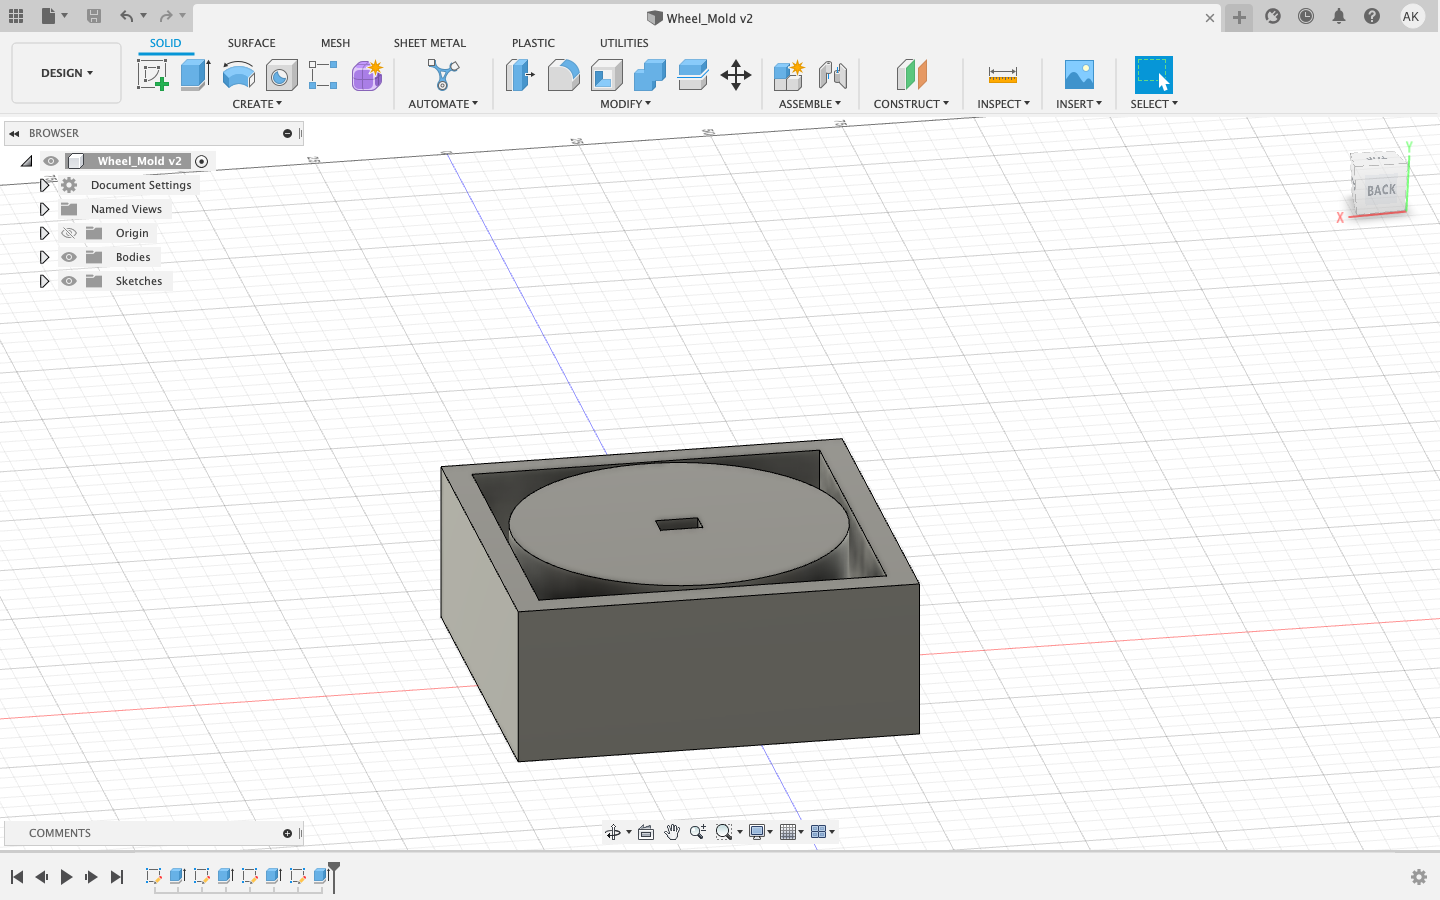 Wheel_Mold v2
AK
DESIGN
SOLID
SURFACE
MESH
SHEET METAL
PLASTIC
UTILITIES
CREATE
AUTOMATE
MODIFY
ASSEMBLE
CONSTRUCT
INSPECT
INSERT
SELECT
BROWSER
Wheel_Mold v2
Document Settings
Named Views
Origin
Bodies
Sketches
Y
BACK
X
COMMENTS